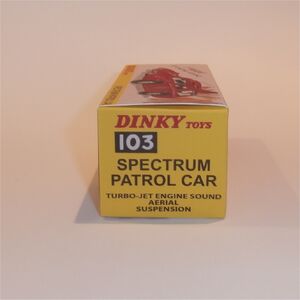 DINKY TOYS
103
SPECTRUM
PATROL CAR
TURBO-JET ENGINE SOUND
AERIAL
SUSPENSION